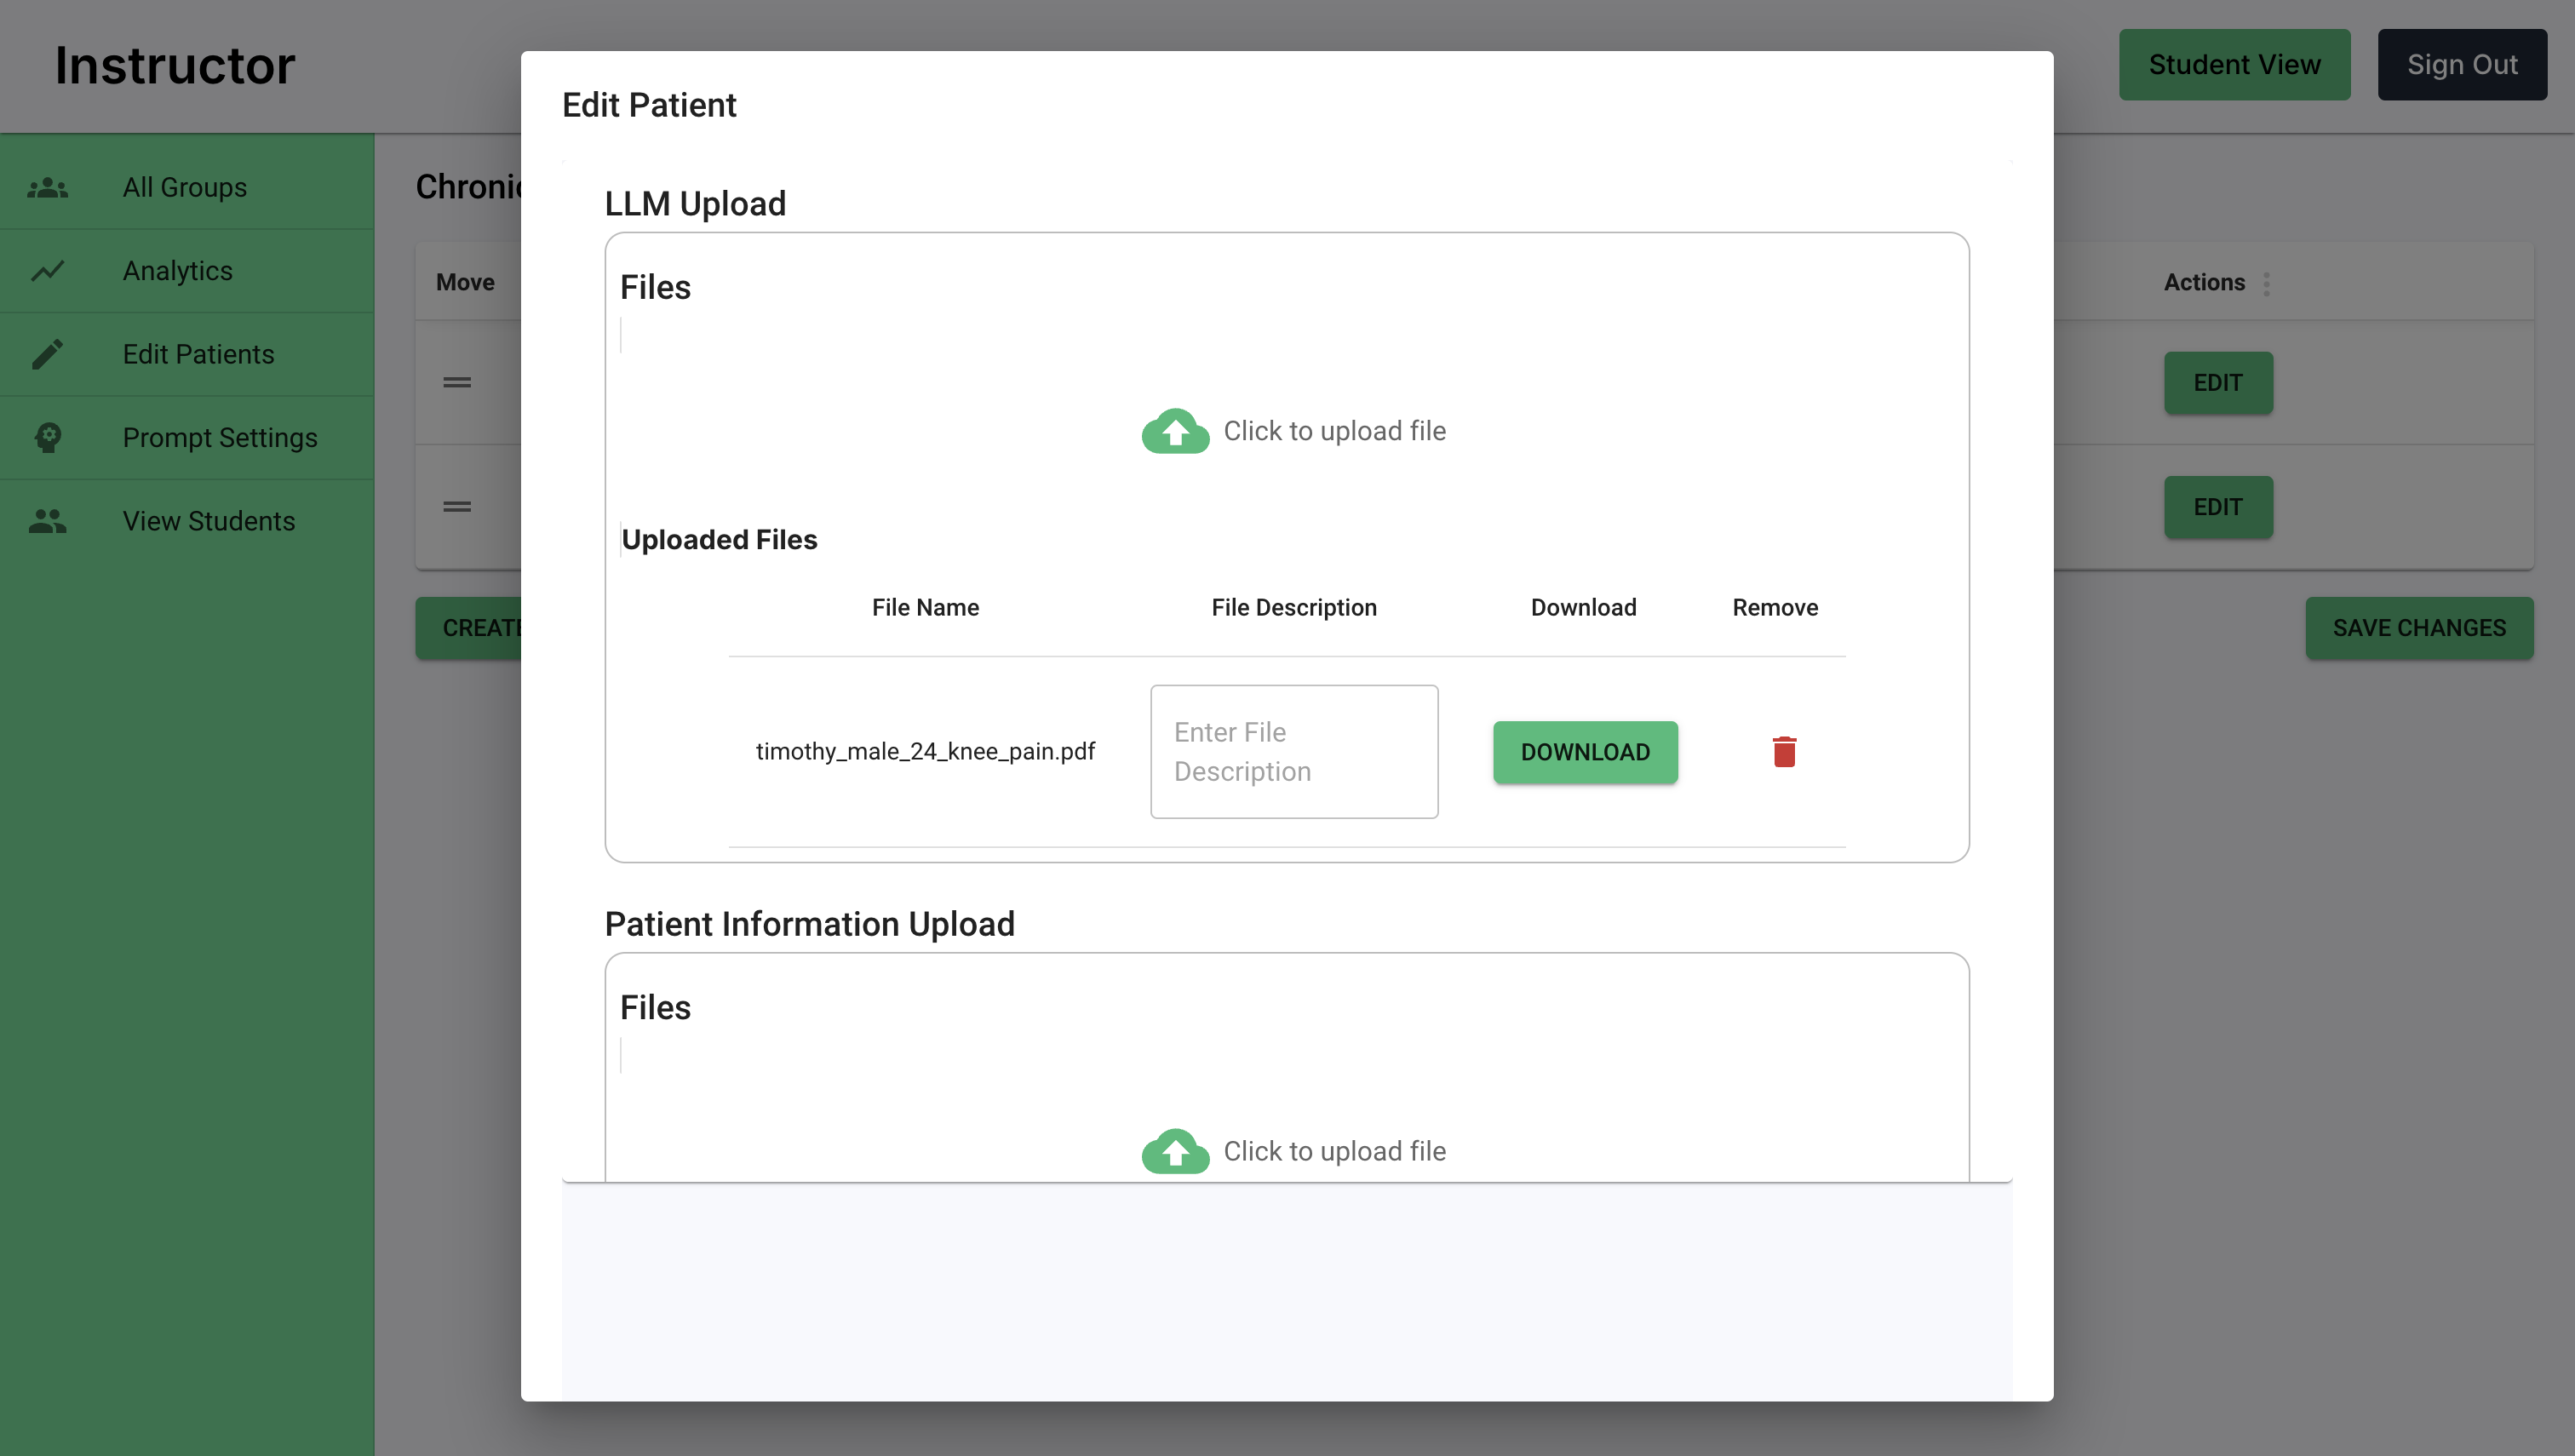 Instructor
Student View
Sign Out
All Groups
Analytics
Edit Patients
Prompt Settings
View Students
Chronic
Move
Actions
EDIT
EDIT
CREATE
SAVE CHANGES
Edit Patient
LLM Upload
Files
Click to upload file
Uploaded Files
File Name File Description Download Remove
timothy_male_24_knee_pain.pdf
Enter File
Description
DOWNLOAD
Patient Information Upload
Files
Click to upload file